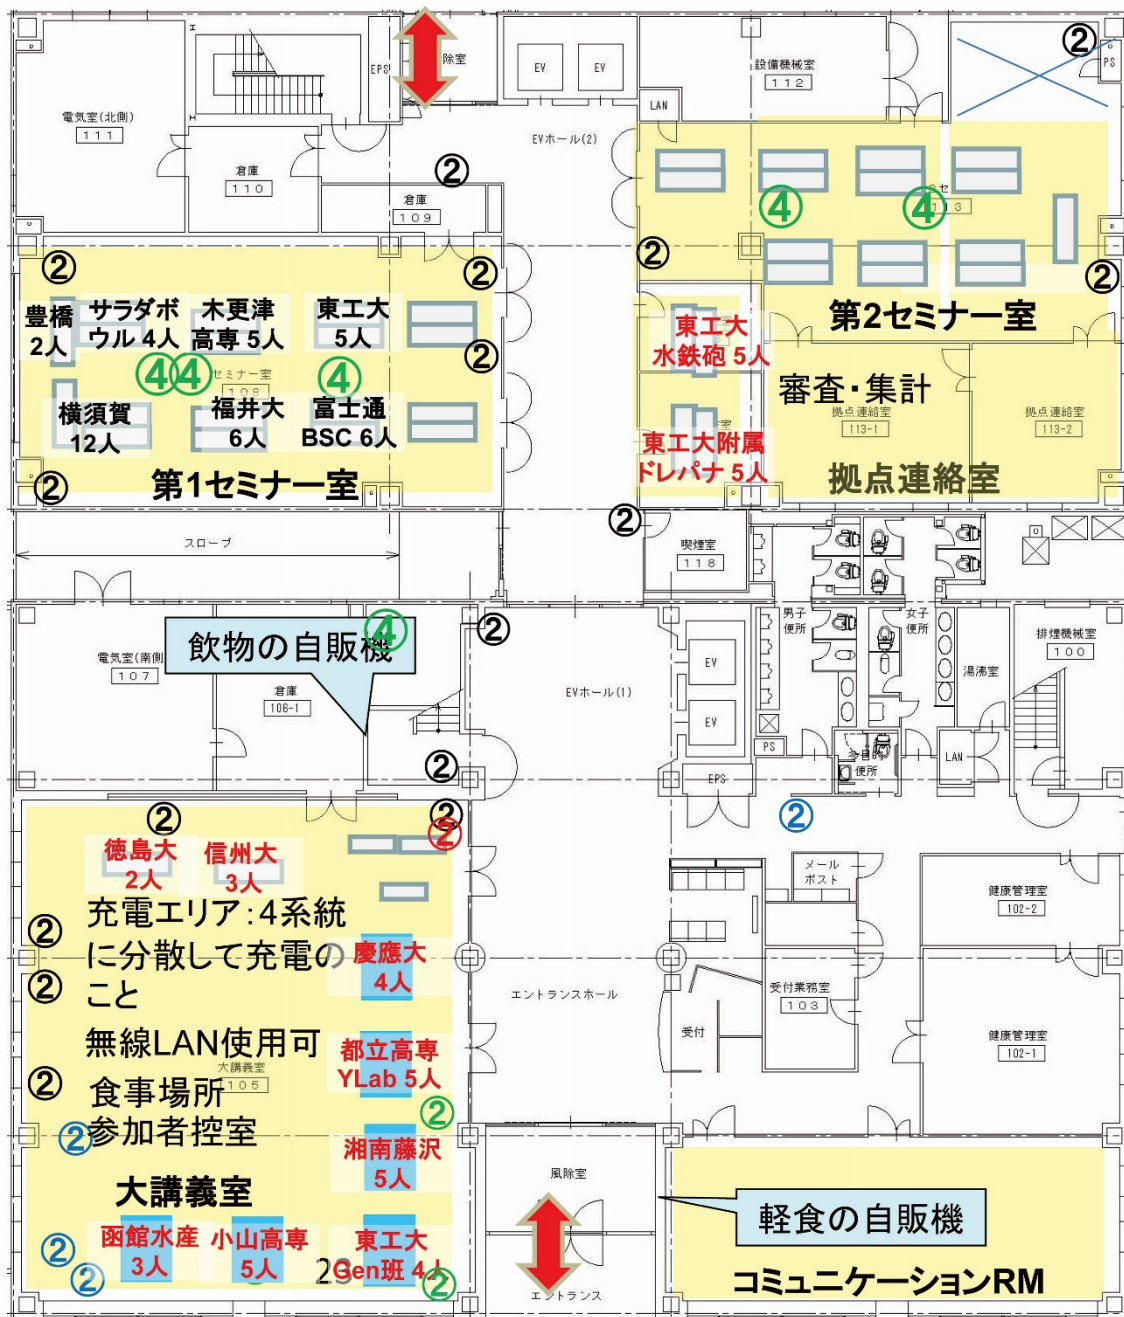 EPS
除室
EV
EV
設備機械室
112
②
PS
LAN
電気室(北側)
111
EVホール(2)
倉庫
110
②
倉庫
109
④
④
113
②
②
②
②
豊橋
2人
サラダボ
ウル 4人
木更津
高専 5人
東工大
5人
第2セミナー室
東工大
水鉄砲 5人
④④
セミナー室
108
④
②
審査・集計
拠点連絡室
113-1
拠点連絡室
113-2
横須賀
12人
福井大
6人
富士通
BSC 6人
東工大附属
ドレパナ 5人
拠点連絡室
②
第1セミナー室
②
スロープ
喫煙室
118
④
②
男子
便所
女子
便所
排煙機械室
100
湯沸室
飲物の自販機
電気室(南側
107
倉庫
106-1
EVホール(1)
EV
EV
PS
LAN
便所
②
EPS
②
②
②
②
徳島大
2人
信州大
3人
メール
ポスト
健康管理室
102-2
充電エリア：4系統
に分散して充電の
こと
②
②
慶應大
4人
エントランスホール
受付業務室
103
受付
健康管理室
102-1
無線LAN使用可
大講義室
105
都立高専
YLab 5人
②
食事場所
参加者控室
②
②
湘南藤沢
5人
風除室
大講義室
軽食の自販機
函館水産
3人
小山高専
5人
東工大
Gen班 4人
②
②
②
コミュニケーションRM
エントランス